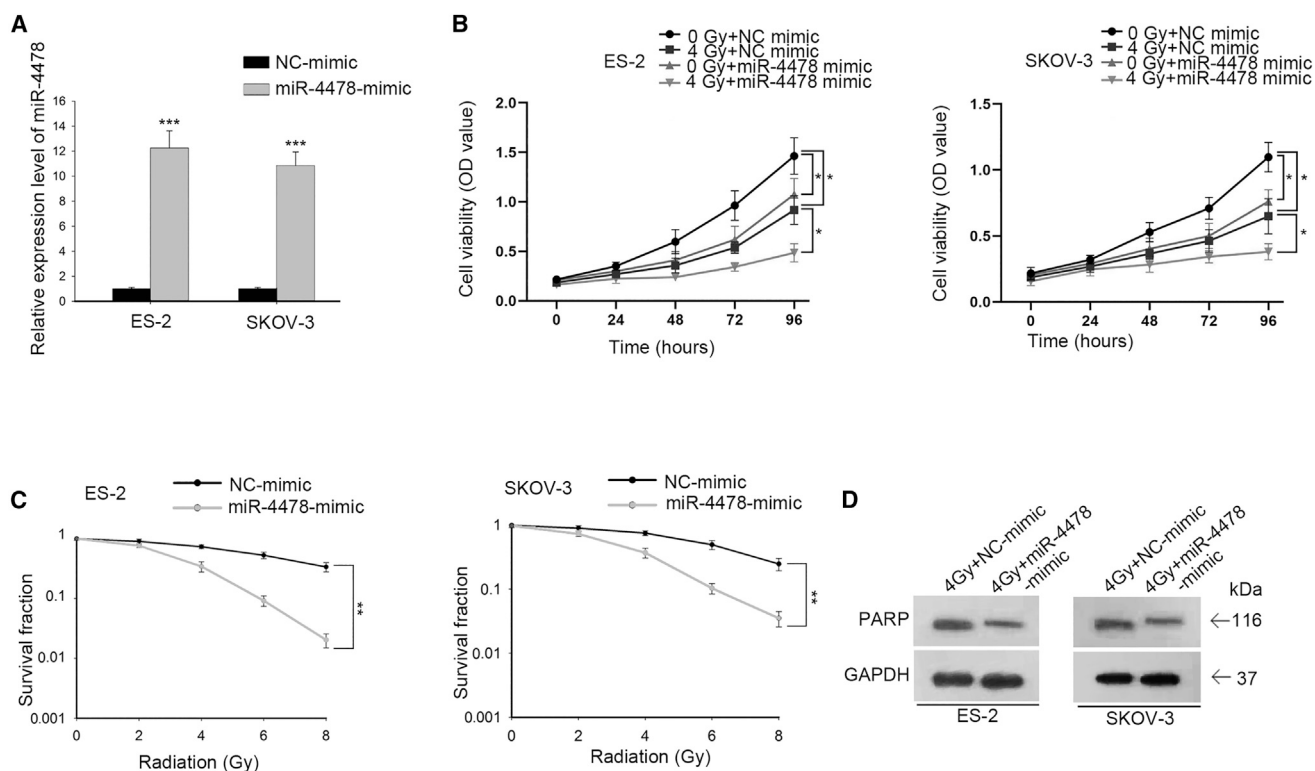 A
NC-mimic
miR-4478-mimic
Relative expression level of miR-4478
16
14
12
10
8
6
4
2
0
***
***
ES-2
SKOV-3
B
ES-2
0 Gy+NC mimic
4 Gy+NC mimic
0 Gy+miR-4478 mimic
4 Gy+miR-4478 mimic
Cell viability (OD value)
2.0
1.5
1.0
0.5
0.0
*
*
*
0 24 48 72 96
Time (hours)
SKOV-3
0 Gy+NC mimic
4 Gy+NC mimic
0 Gy+miR-4478 mimic
4 Gy+miR-4478 mimic
Cell viability (OD value)
1.5
1.0
0.5
0.0
*
*
*
0 24 48 72 96
Time (hours)
C
ES-2
NC-mimic
miR-4478-mimic
Survival fraction
1
0.1
0.01
0.001
**
0 2 4 6 8
Radiation (Gy)
SKOV-3
NC-mimic
miR-4478-mimic
Survival fraction
1
0.1
0.01
0.001
**
0 2 4 6 8
Radiation (Gy)
D
4Gy+NC-mimic
4Gy+miR-4478
-mimic
4Gy+NC-mimic
4Gy+miR-4478
-mimic
kDa
PARP
←116
GAPDH
←37
ES-2
SKOV-3